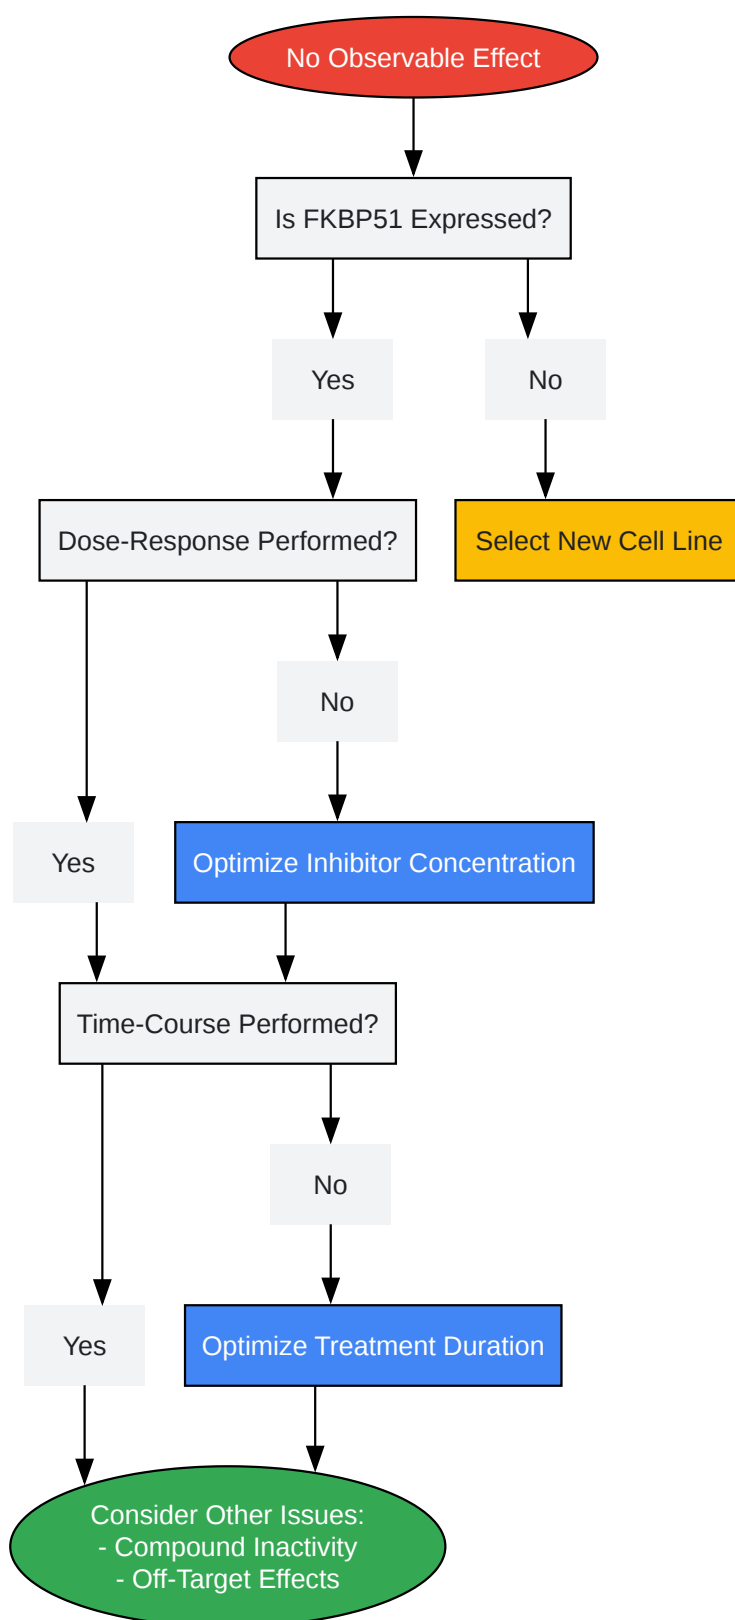 No Observable Effect
Is FKBP51 Expressed?
Yes
No
Dose-Response Performed?
Select New Cell Line
No
Yes
Optimize Inhibitor Concentration
Time-Course Performed?
No
Yes
Optimize Treatment Duration
Consider Other Issues:
- Compound Inactivity
- Off-Target Effects